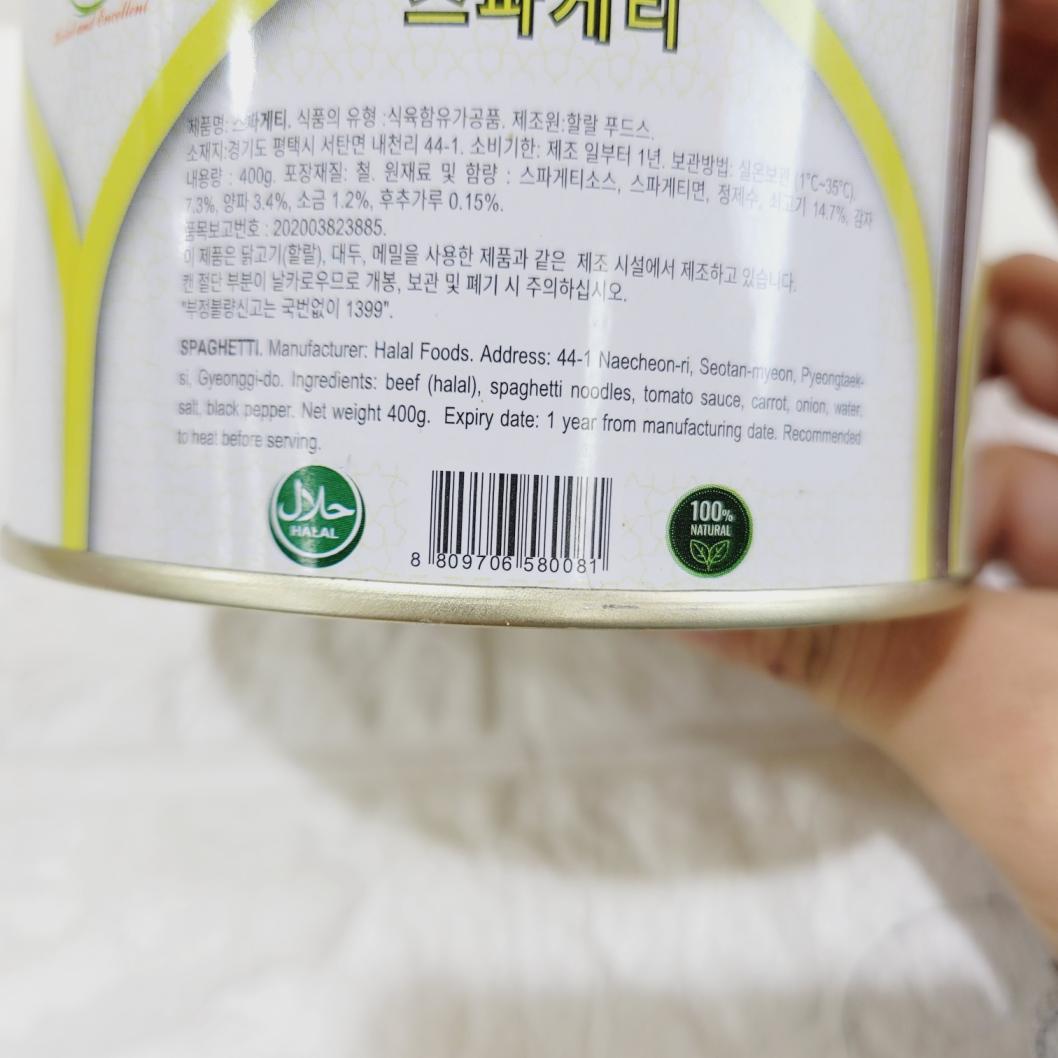 Halal and Excellent
스파게티
제품명: 스파게티. 식품의 유형 :식육함유가공품. 제조원:할랄 푸드스.
소재지:경기도 평택시 서탄면 내천리 44-1. 소비기한: 제조 일부터 1년. 보관방법: 실온보관 (1°C~35°C).
내용량 : 400g. 포장재질: 철. 원재료 및 함량 : 스파게티소스, 스파게티면, 정제수, 쇠고기 14.7%, 감자
7.3%, 양파 3.4%, 소금 1.2%, 후추가루 0.15%.
품목보고번호 : 202003823885.
이 제품은 닭고기(할랄), 대두, 메밀을 사용한 제품과 같은 제조 시설에서 제조하고 있습니다.
캔 절단 부분이 날카로우므로 개봉, 보관 및 폐기 시 주의하십시오.
"부정불량신고는 국번없이 1399".
SPAGHETTI. Manufacturer: Halal Foods. Address: 44-1 Naecheon-ri, Seotan-myeon, Pyeongtaek-
si, Gyeonggi-do. Ingredients: beef (halal), spaghetti noodles, tomato sauce, carrot, onion, water,
salt, black pepper. Net weight 400g. Expiry date: 1 year from manufacturing date. Recommended
to heat before serving.
حلال
HALAL
8 809706 580081
100%
NATURAL